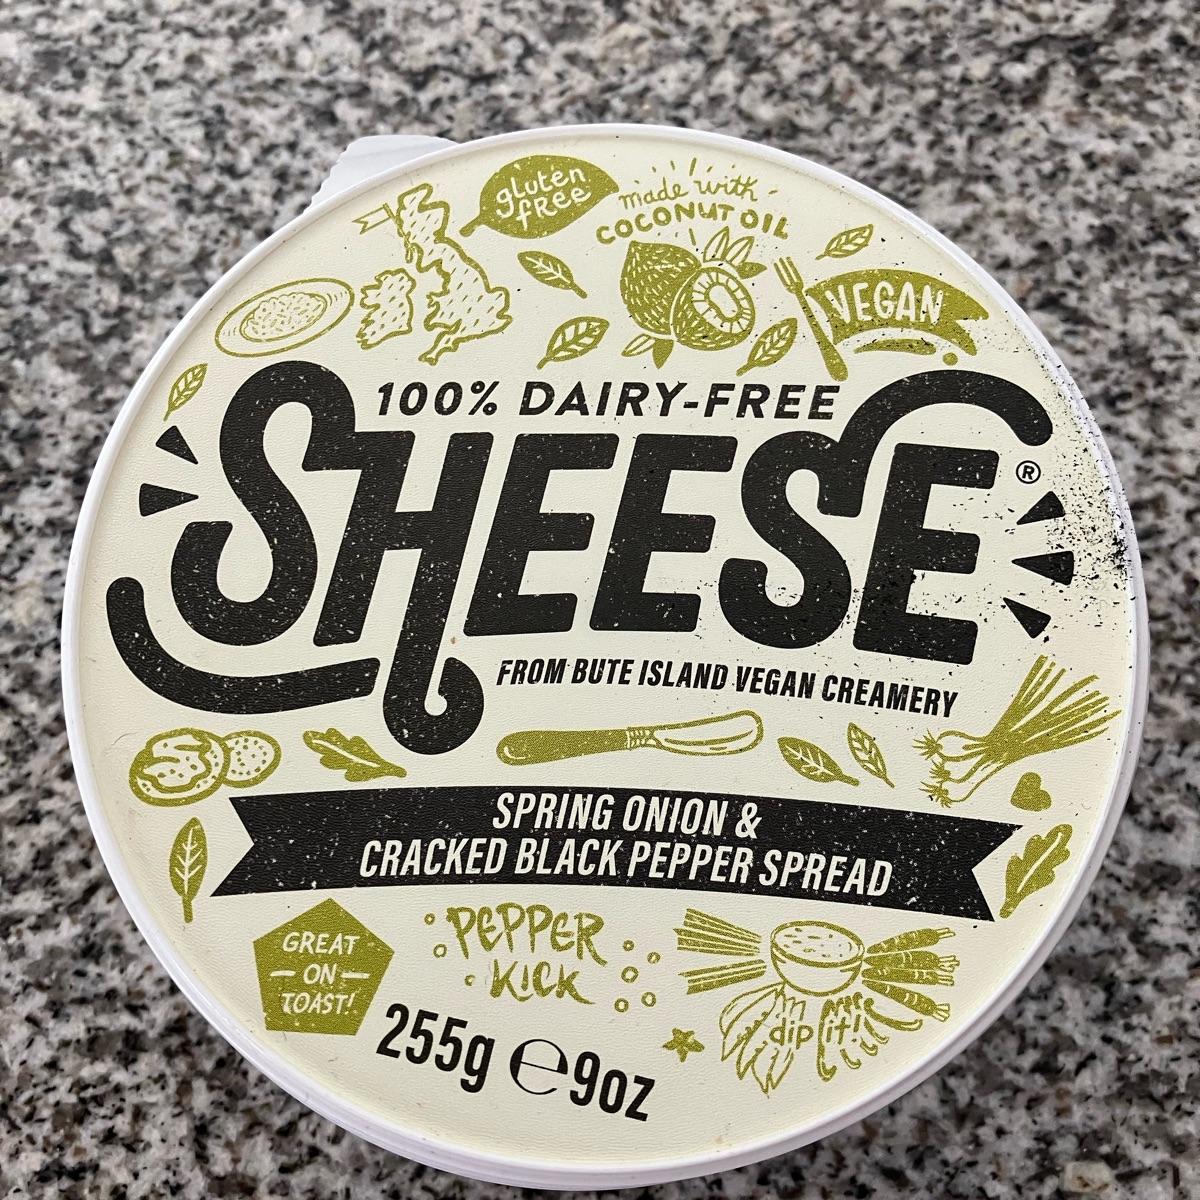 gluten
free
made with
COCONUT OIL
VEGAN
100% DAIRY-FREE
SHEESE®
FROM BUTE ISLAND VEGAN CREAMERY
SPRING ONION &
CRACKED BLACK PEPPER SPREAD
GREAT
ON
TOAST!
PEPPER
KICK
dip it!
255g ℮ 9oz